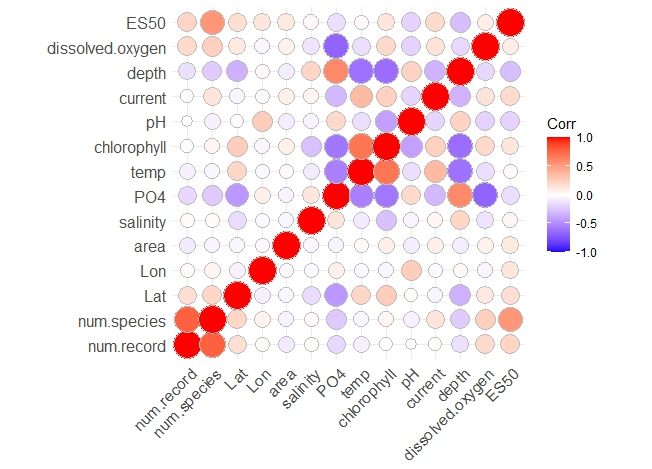 ES50
dissolved.oxygen
depth
current
pH
chlorophyll
temp
PO4
salinity
area
Lon
Lat
num.species
num.record
num.record
num.species
Lat
Lon
area
salinity
PO4
temp
chlorophyll
pH
current
depth
dissolved.oxygen
ES50
Corr
1.0
0.5
0.0
-0.5
-1.0